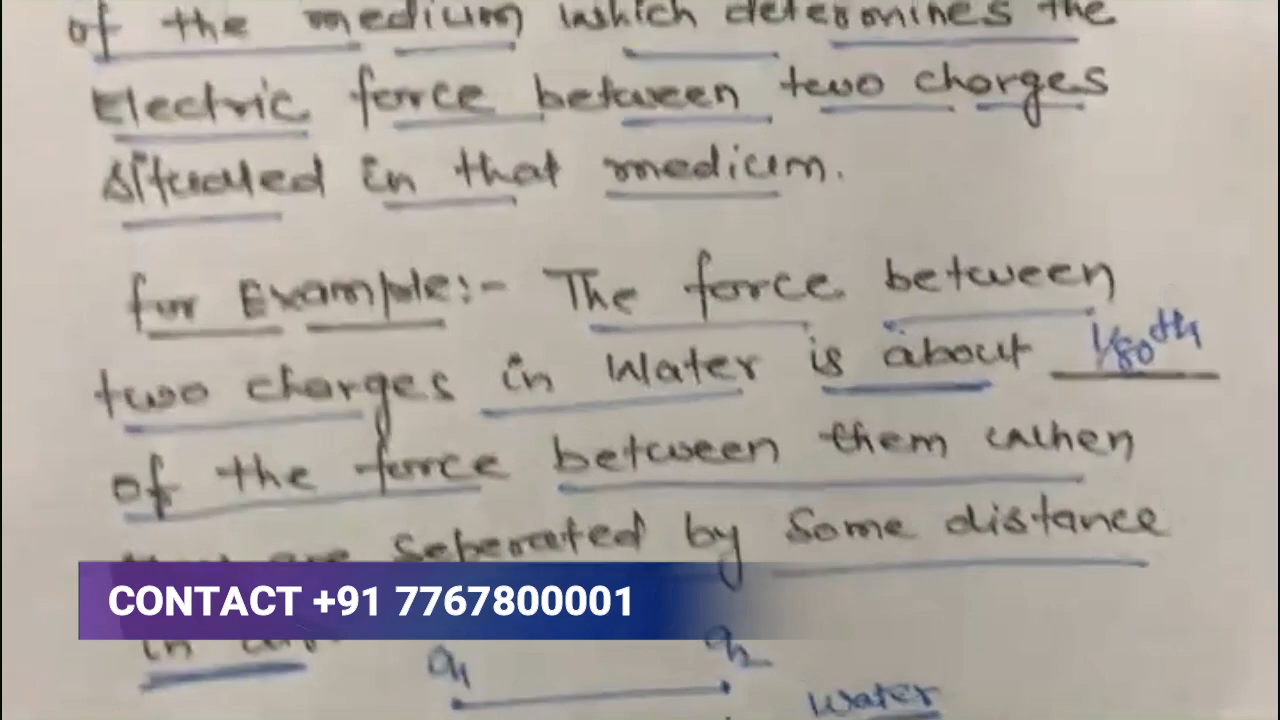 of the medium which determines the
Electric force between two charges
situated in that medium.
for Example:- The force between
two charges in Water is about 1/80th
of the force between them when
seperated by some distance
CONTACT +91 7767800001
in
q1 q2
water